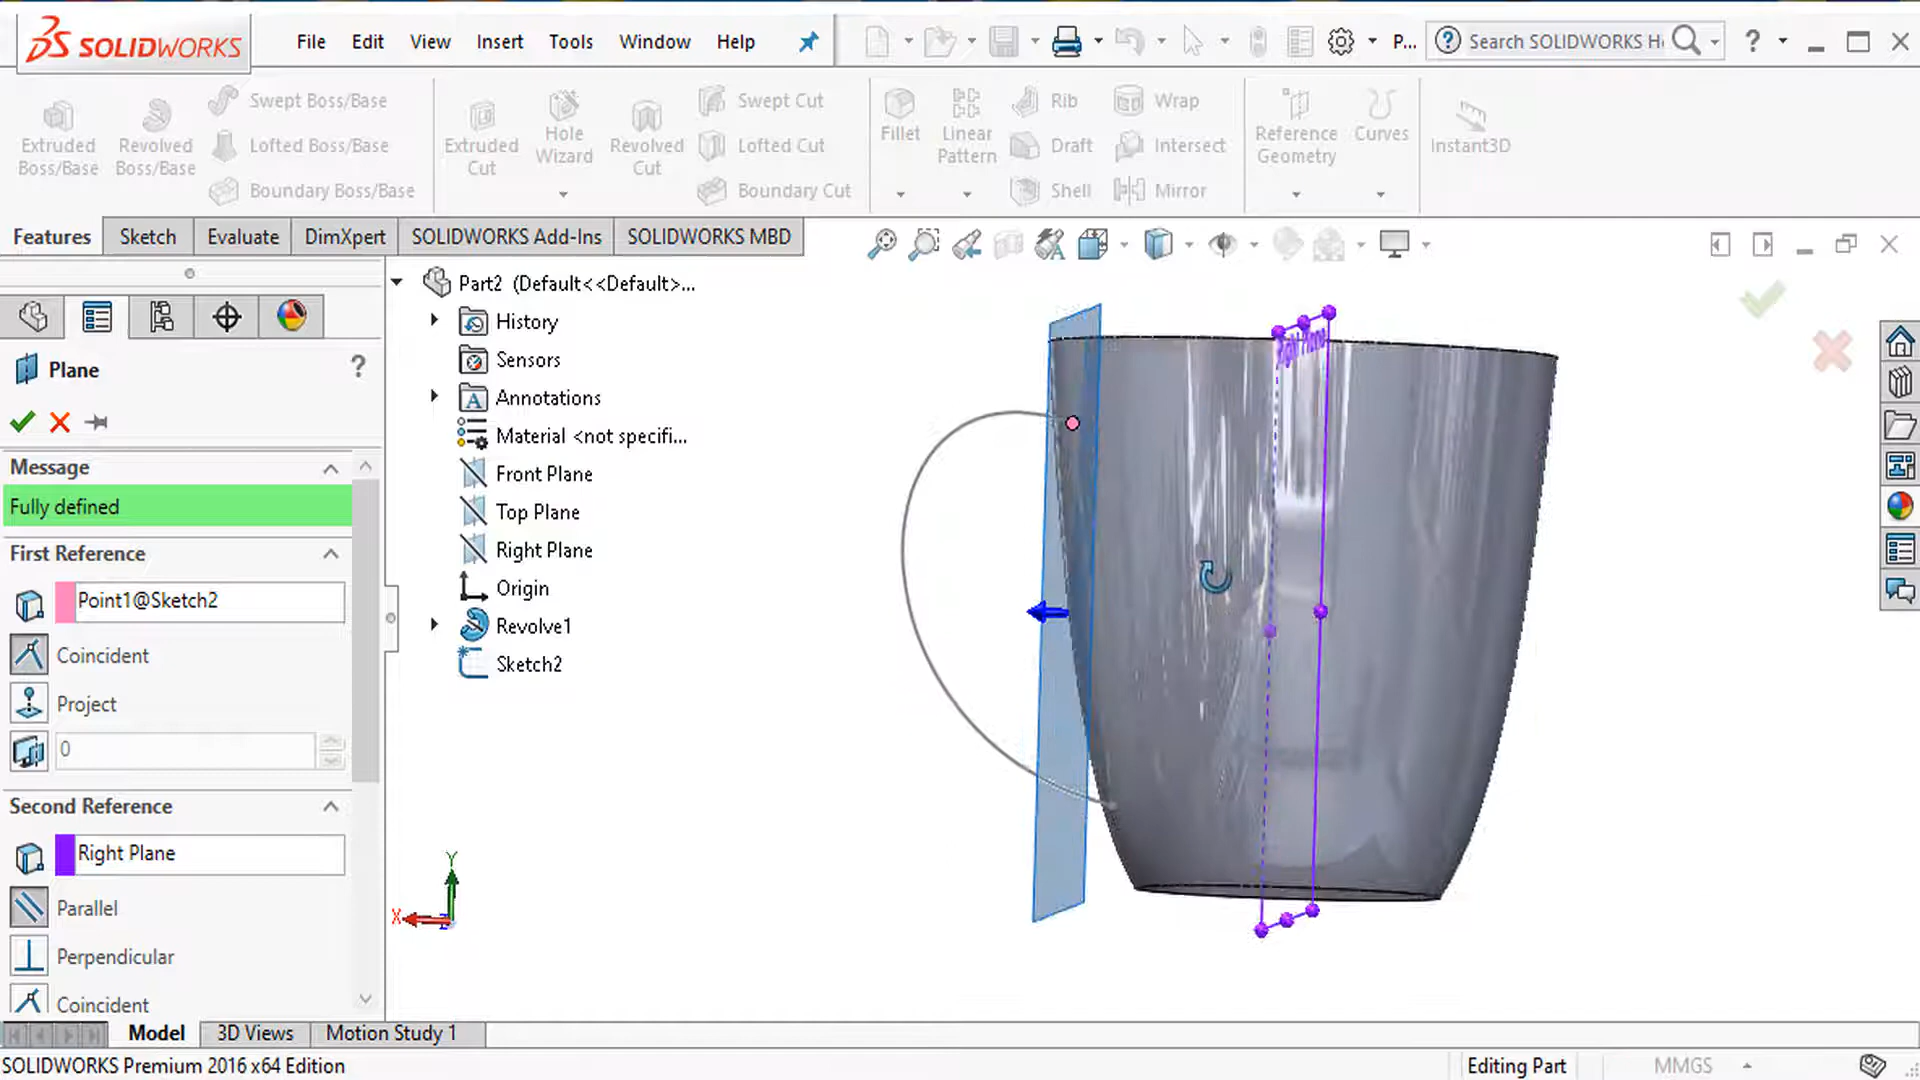 SOLIDWORKS File Edit View Insert Tools Window Help P... Search SOLIDWORKS H ?
Extruded Boss/Base
Revolved Boss/Base
Swept Boss/Base
Lofted Boss/Base
Boundary Boss/Base
Extruded Cut
Hole Wizard
Revolved Cut
Swept Cut
Lofted Cut
Boundary Cut
Fillet
Linear Pattern
Rib
Draft
Shell
Wrap
Intersect
Mirror
Reference Geometry
Curves
Instant3D
Features Sketch Evaluate DimXpert SOLIDWORKS Add-Ins SOLIDWORKS MBD
Plane ?
Message
Fully defined
First Reference
Point1@Sketch2
Coincident
Project
0
Second Reference
Right Plane
Parallel
Perpendicular
Coincident
Part2 (Default<<Default>...
History
Sensors
Annotations
Material <not specifi...
Front Plane
Top Plane
Right Plane
Origin
Revolve1
Sketch2
Right Plane
Y
X
Model 3D Views Motion Study 1
SOLIDWORKS Premium 2016 x64 Edition Editing Part MMGS